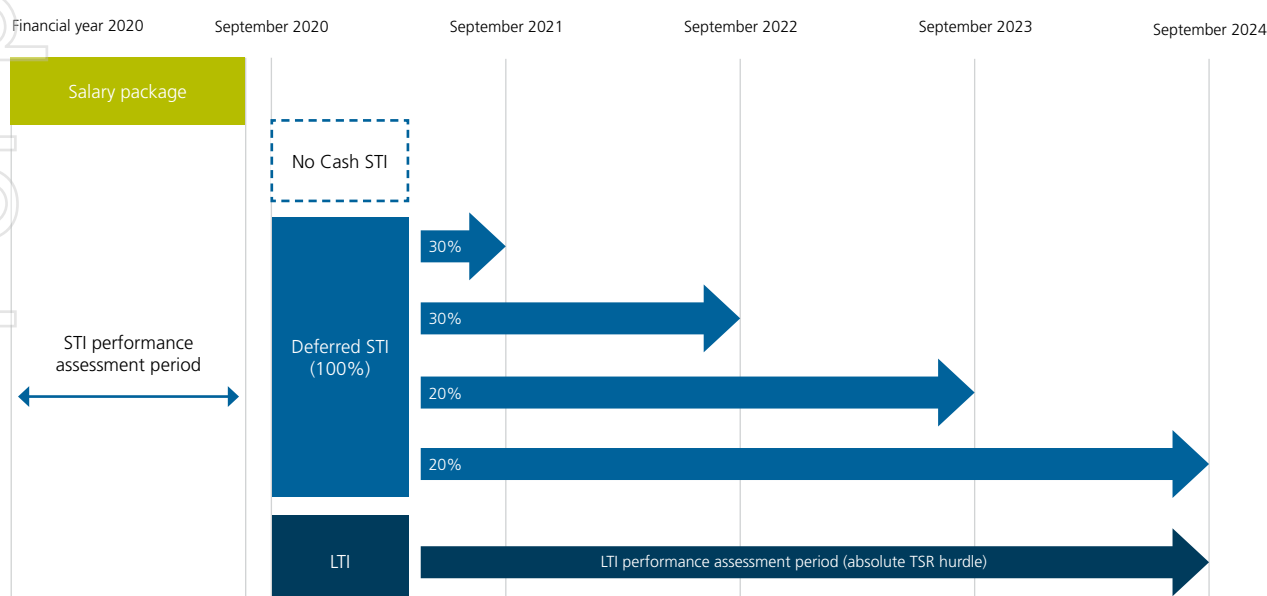 Financial year 2020
September 2020
September 2021
September 2022
September 2023
September 2024
Salary package
No Cash STI
30%
30%
STI performance
assessment period
Deferred STI
(100%)
20%
20%
LTI
LTI performance assessment period (absolute TSR hurdle)